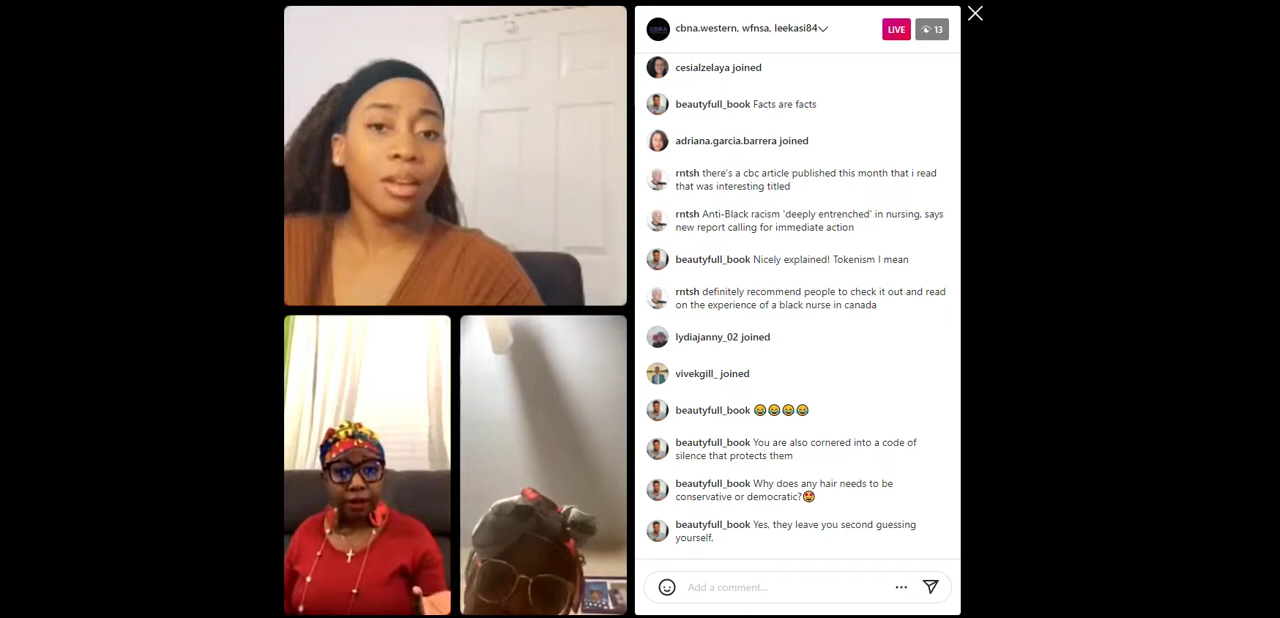 cbna.western, wfnsa, leekasi84
LIVE
13
cesialzelaya joined
beautyfull_book Facts are facts
adriana.garcia.barrera joined
rntsh there's a cbc article published this month that i read
that was interesting titled
rntsh Anti-Black racism 'deeply entrenched' in nursing, says
new report calling for immediate action
beautyfull_book Nicely explained! Tokenism I mean
rntsh definitely recommend people to check it out and read
on the experience of a black nurse in canada
lydiajanny_02 joined
vivekgill_ joined
beautyfull_book 😂😂😂😂
beautyfull_book You are also cornered into a code of
silence that protects them
beautyfull_book Why does any hair needs to be
conservative or democratic?🤩
beautyfull_book Yes, they leave you second guessing
yourself,
Add a comment...